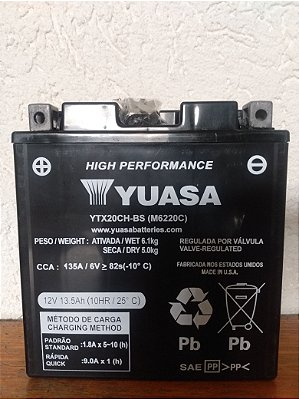 HIGH PERFORMANCE
YUASA
YTX20CH-BS (M6220C)
www.yuasabatteries.com
PESO / WEIGHT : ATIVADA / WET 6.1kg
SECA / DRY 5.0kg
REGULADA POR VÁLVULA
VALVE-REGULATED
CCA : 135A / 6V ≥ 82s(-10° C)
FABRICADA NOS ESTADOS UNIDOS
MADE IN U.S.A.
12V 13.5Ah (10HR / 25° C)
MÉTODO DE CARGA
CHARGING METHOD
PADRÃO
STANDARD : 1.8A x 5~10 (h)
RÁPIDA
QUICK : 9.0A x 1 (h)
Pb Pb
SAE PP >PP<